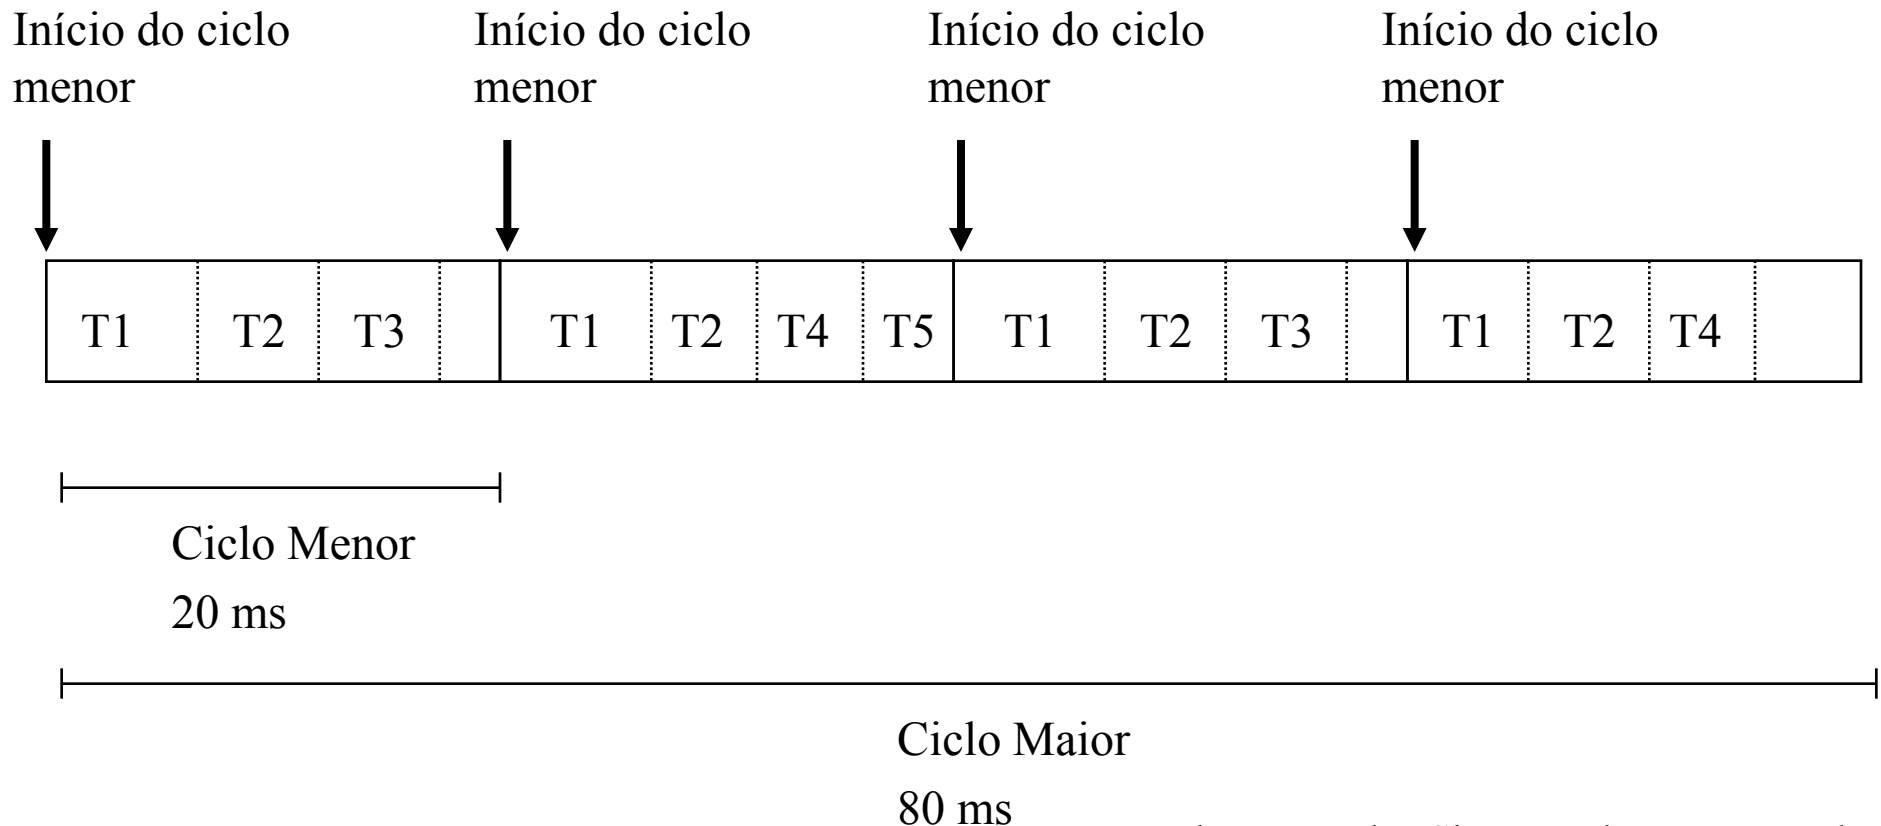 Início do ciclo
menor
Início do ciclo
menor
Início do ciclo
menor
Início do ciclo
menor
T1 T2 T3 T1 T2 T4 T5 T1 T2 T3 T1 T2 T4
Ciclo Menor
20 ms
Ciclo Maior
80 ms